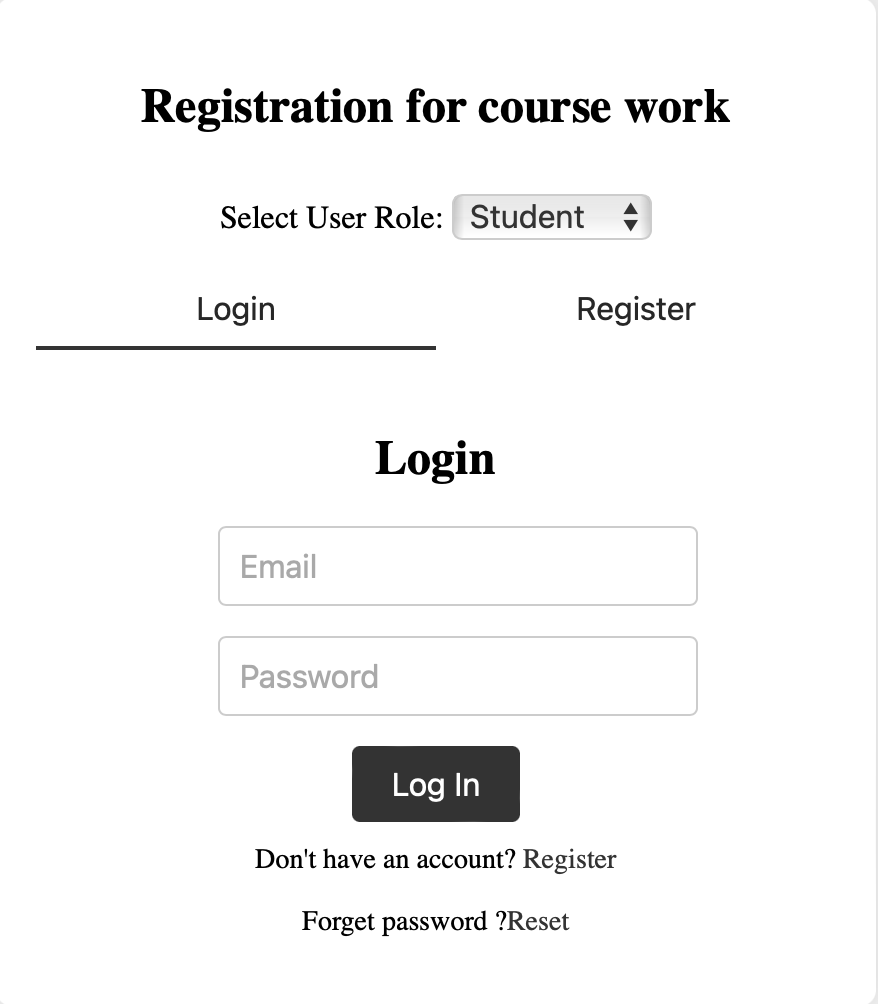 Registration for course work
Select User Role: Student
Login Register
Login
Email
Password
Log In
Don't have an account? Register
Forget password ?Reset